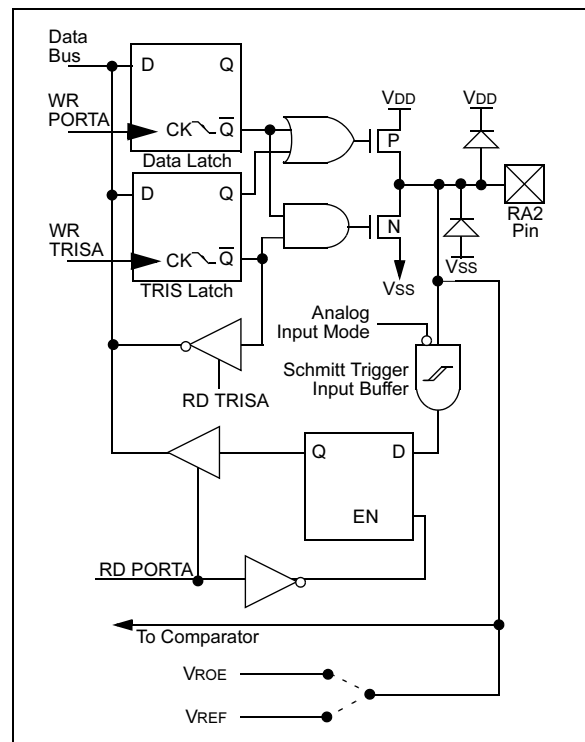 Data
Bus
D
Q
VDD
VDD
WR
PORTA
CK
Q
P
Data Latch
D
Q
RA2
Pin
WR
TRISA
CK
Q
N
VSS
TRIS Latch
VSS
Analog
Input Mode
Schmitt Trigger
Input Buffer
RD TRISA
Q
D
EN
RD PORTA
To Comparator
VROE
VREF